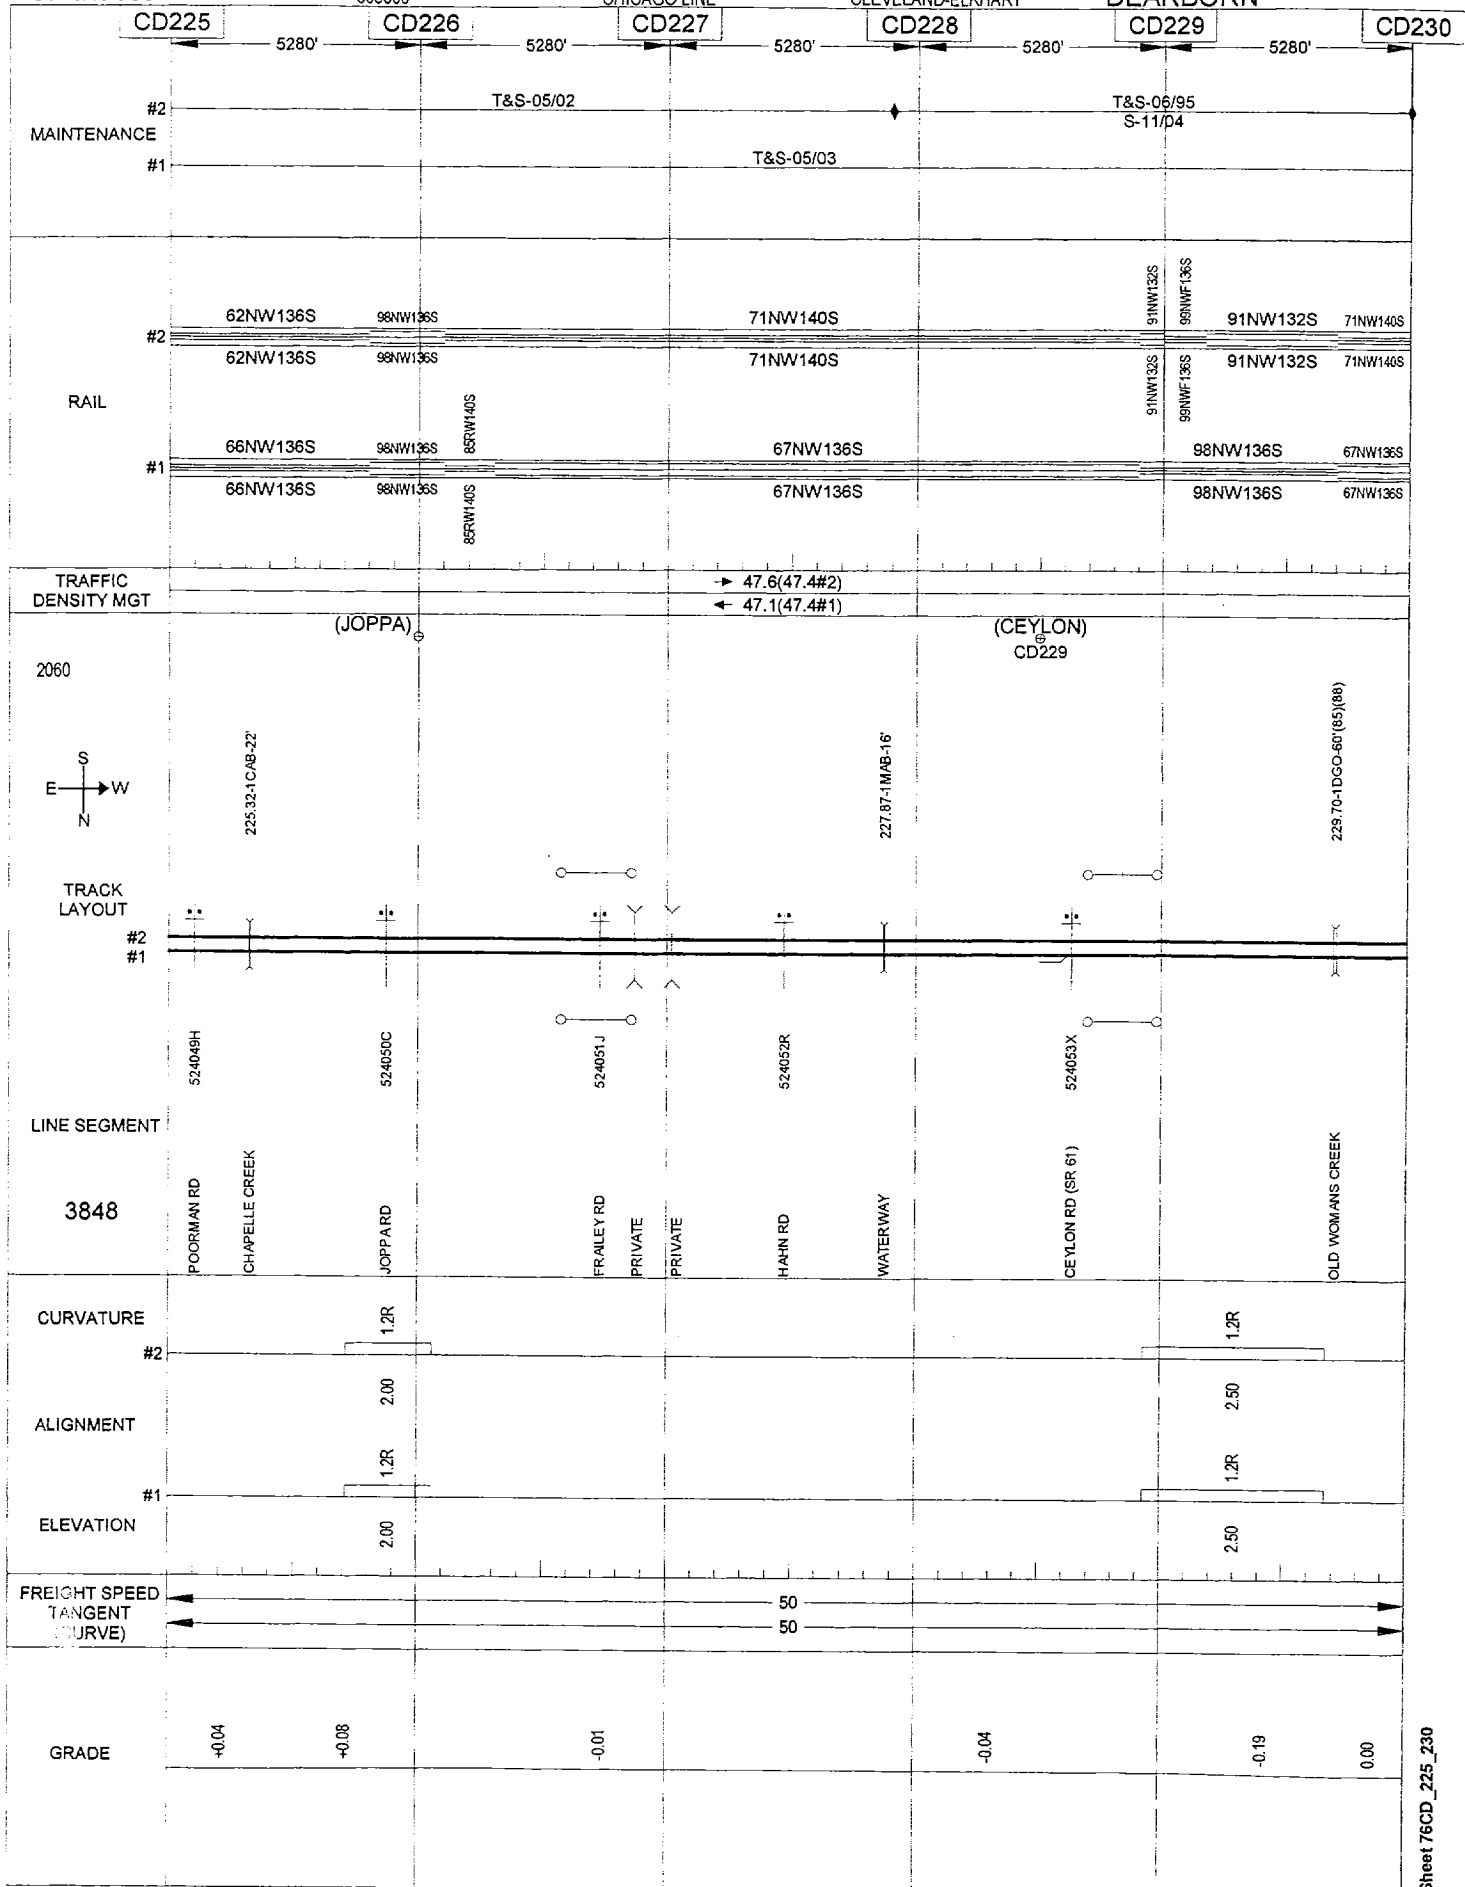 CHICAGO LINE
CLEVELAND-ELKHART
DEARBORN
CD225 CD226 CD227 CD228 CD229 CD230
5280' 5280' 5280' 5280' 5280'
MAINTENANCE
#2 T&S-05/02 T&S-06/95
S-11/04
#1 T&S-05/03
RAIL
91NW132S 99NWF136S
62NW136S 98NW136S 71NW140S 91NW132S 71NW140S
#2
62NW136S 98NW136S 71NW140S 91NW132S 71NW140S
91NW132S 99NWF136S
85RW140S
66NW136S 98NW136S 67NW136S 98NW136S 67NW136S
#1
66NW136S 98NW136S 67NW136S 98NW136S 67NW136S
85RW140S
TRAFFIC
DENSITY MGT
47.6(47.4#2)
47.1(47.4#1)
(JOPPA) (CEYLON)
CD229
2060
S
E W
N
225.32-1CAB-22'
227.87-1MAB-16'
229.70-1DGO-60'(85)(88)
TRACK
LAYOUT
#2
#1
524049H
524050C
524051J
524052R
524053X
LINE SEGMENT
3848
POORMAN RD
CHAPELLE CREEK
JOPPA RD
FRAILEY RD
PRIVATE
PRIVATE
HAHN RD
WATERWAY
CEYLON RD (SR 61)
OLD WOMANS CREEK
CURVATURE
#2 1.2R 1.2R
2.00 2.50
ALIGNMENT
#1 1.2R 1.2R
ELEVATION
2.00 2.50
FREIGHT SPEED
TANGENT
(CURVE)
50
50
GRADE
+0.04 +0.08 -0.01 -0.04 -0.19 0.00
Sheet 76CD_225_230